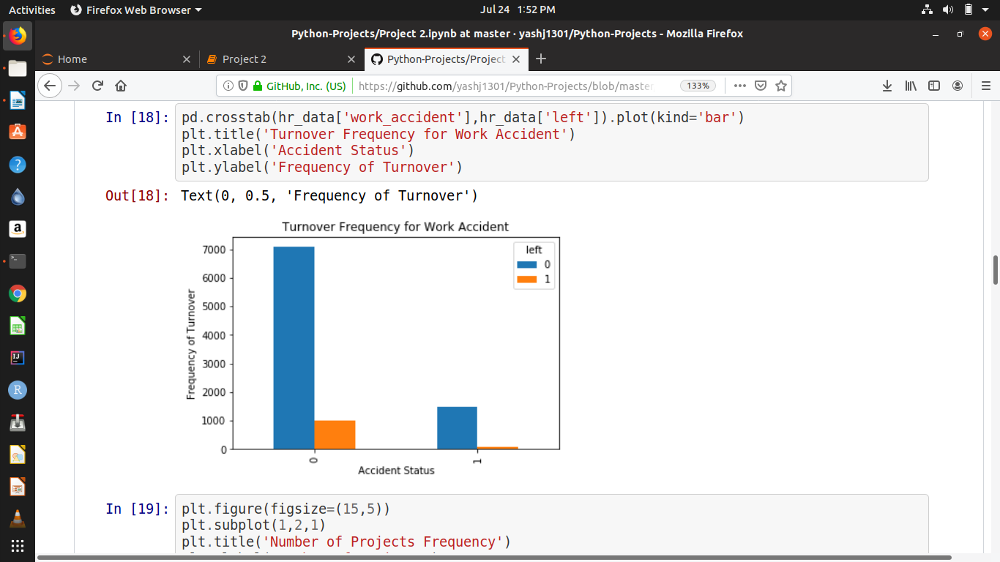 Activities
Firefox Web Browser
Jul 24 1:52 PM
Python-Projects/Project 2.ipynb at master · yashj1301/Python-Projects - Mozilla Firefox
Home
Project 2
Python-Projects/Project
GitHub, Inc. (US)
https://github.com/yashj1301/Python-Projects/blob/master
133%
In [18]:
pd.crosstab(hr_data['work_accident'],hr_data['left']).plot(kind='bar')
plt.title('Turnover Frequency for Work Accident')
plt.xlabel('Accident Status')
plt.ylabel('Frequency of Turnover')
Out[18]:
Text(0, 0.5, 'Frequency of Turnover')
Turnover Frequency for Work Accident
left
0
1
7000
6000
5000
4000
3000
2000
1000
0
Frequency of Turnover
0
1
Accident Status
In [19]:
plt.figure(figsize=(15,5))
plt.subplot(1,2,1)
plt.title('Number of Projects Frequency')